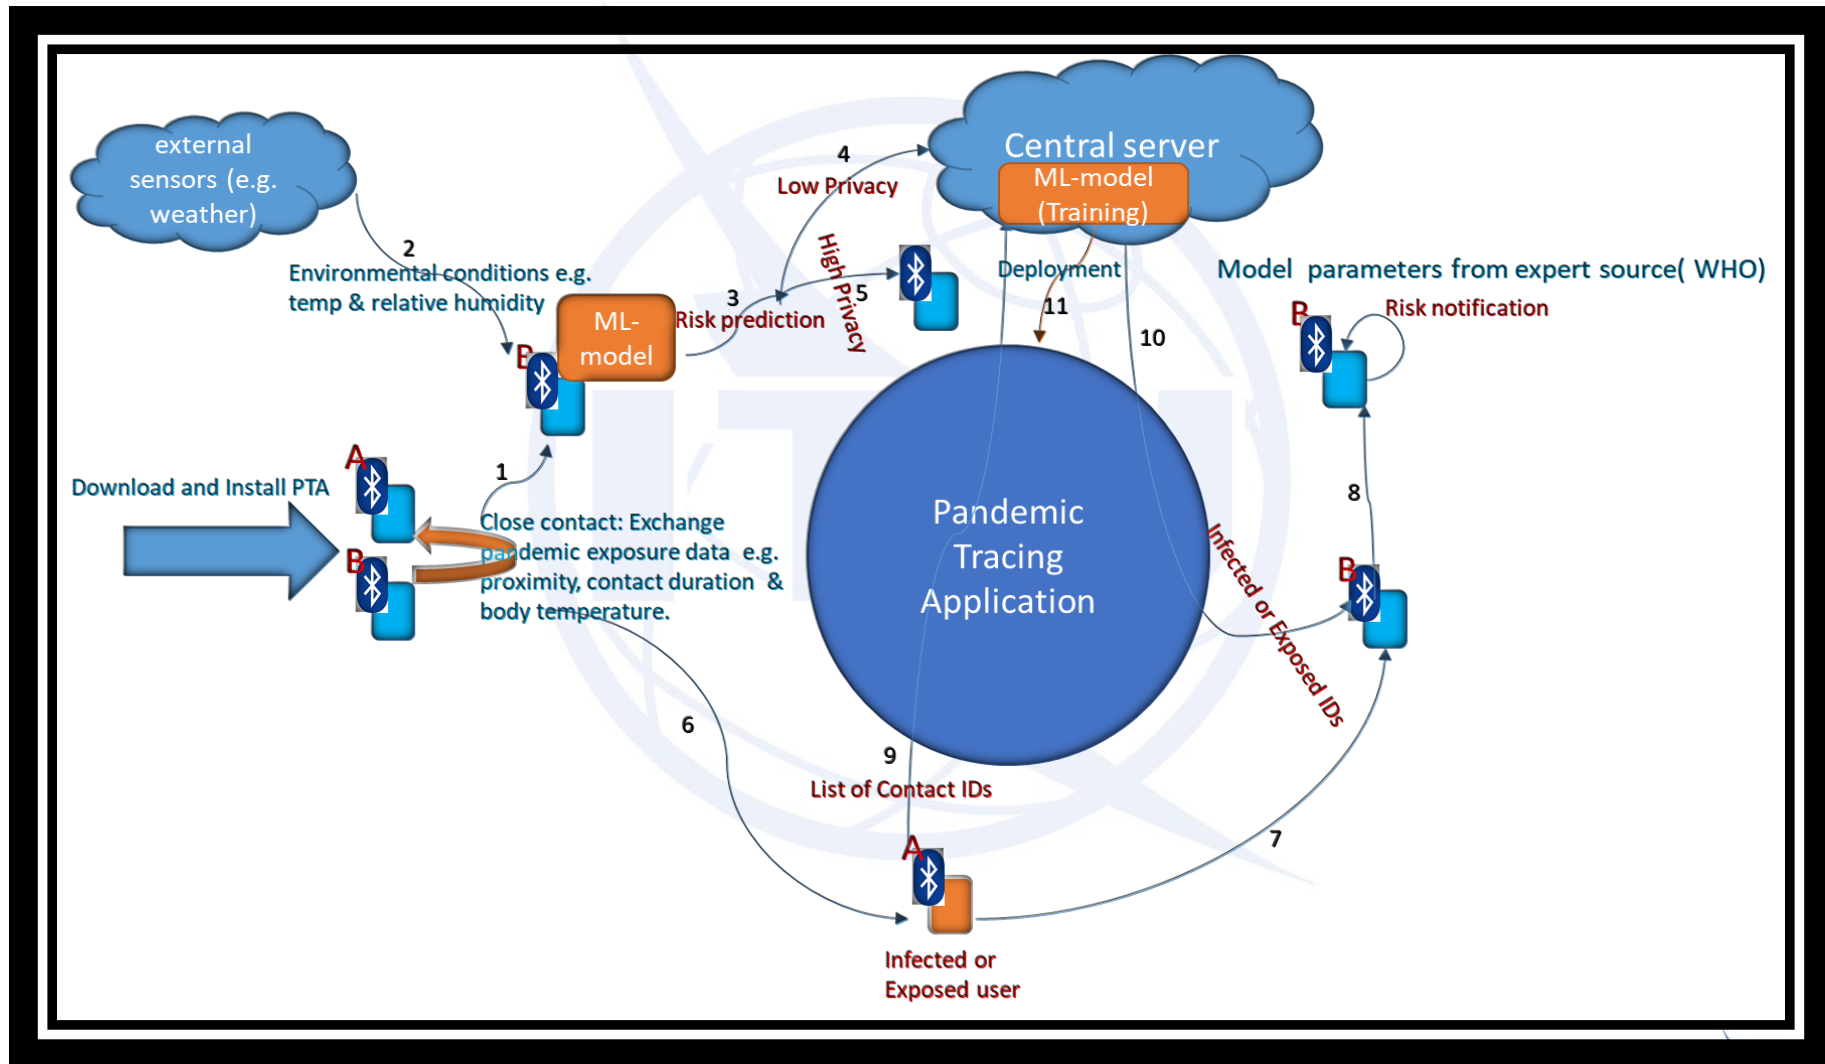 external
sensors (e.g.
weather)
2
Environmental conditions e.g.
temp & relative humidity
ML-
model
B
3
Risk prediction
4
Low Privacy
High Privacy
5
Central server
ML-model
(Training)
Deployment
11
10
Model parameters from expert source( WHO)
B
Risk notification
8
A
Download and Install PTA
B
1
Close contact: Exchange
pandemic exposure data e.g.
proximity, contact duration &
body temperature.
Pandemic
Tracing
Application
Infected or Exposed IDs
B
6
9
List of Contact IDs
7
A
Infected or
Exposed user
ITU